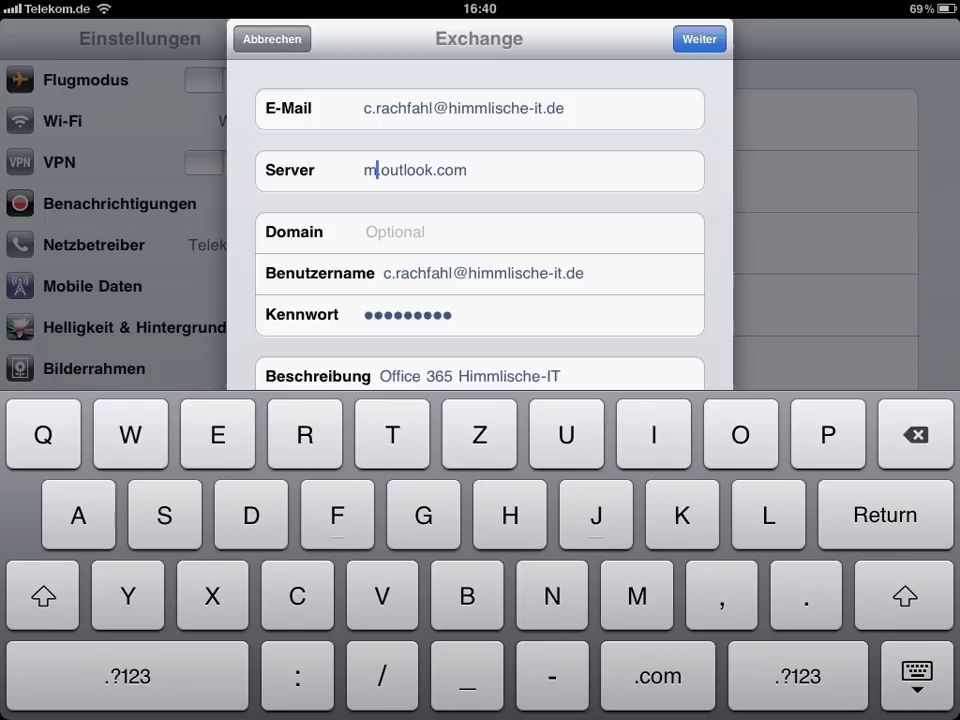 Telekom.de 16:40 69 %
Einstellungen Abbrechen Exchange Weiter
Flugmodus
E-Mail c.rachfahl@himmlische-it.de
Wi-Fi W
VPN VPN
Server m.outlook.com
Benachrichtigungen
Domain Optional
Netzbetreiber Telek
Benutzername c.rachfahl@himmlische-it.de
Mobile Daten
Kennwort ●●●●●●●●●
Helligkeit & Hintergrund
Bilderrahmen
Beschreibung Office 365 Himmlische-IT
Q W E R T Z U I O P
A S D F G H J K L Return
Y X C V B N M , .
.?123 : / _ - .com .?123